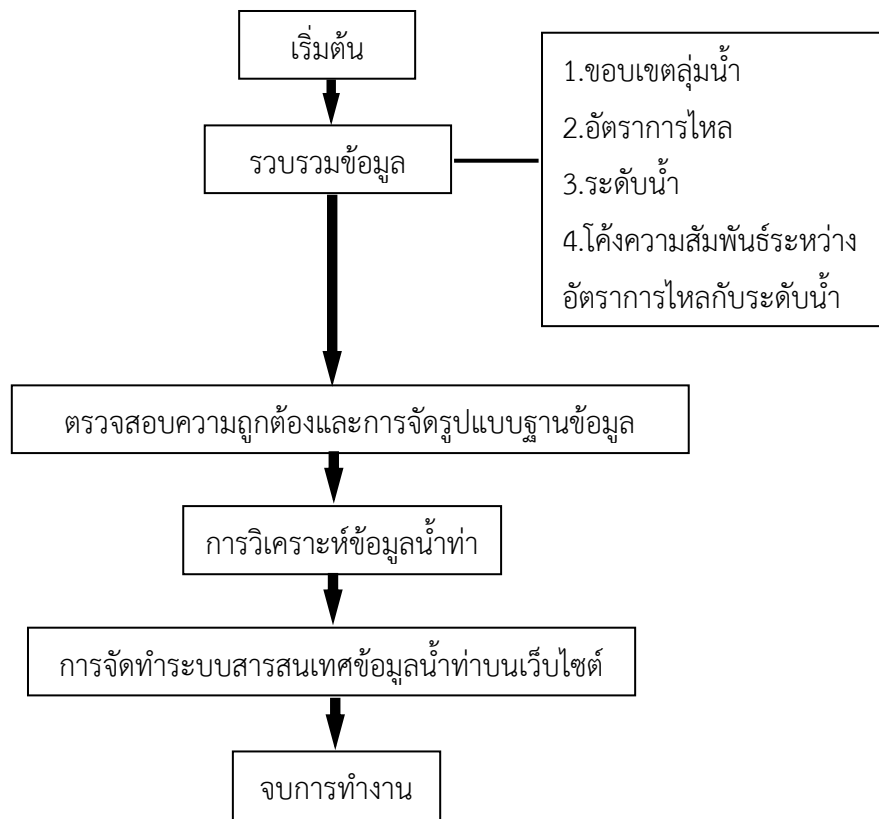 เริ่มต้น
รวบรวมข้อมูล
1.ขอบเขตลุ่มน้ำ
2.อัตราการไหล
3.ระดับน้ำ
4.โค้งความสัมพันธ์ระหว่าง
อัตราการไหลกับระดับน้ำ
ตรวจสอบความถูกต้องและการจัดรูปแบบฐานข้อมูล
การวิเคราะห์ข้อมูลน้ำท่า
การจัดทำระบบสารสนเทศข้อมูลน้ำท่าบนเว็บไซต์
จบการทำงาน